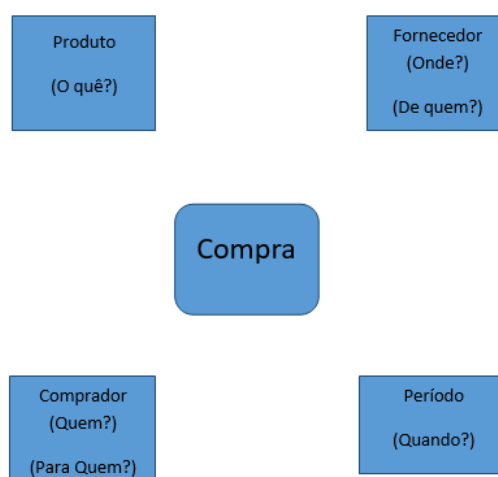 Produto
(O quê?)
Fornecedor
(Onde?)
(De quem?)
Compra
Comprador
(Quem?)
(Para Quem?)
Período
(Quando?)